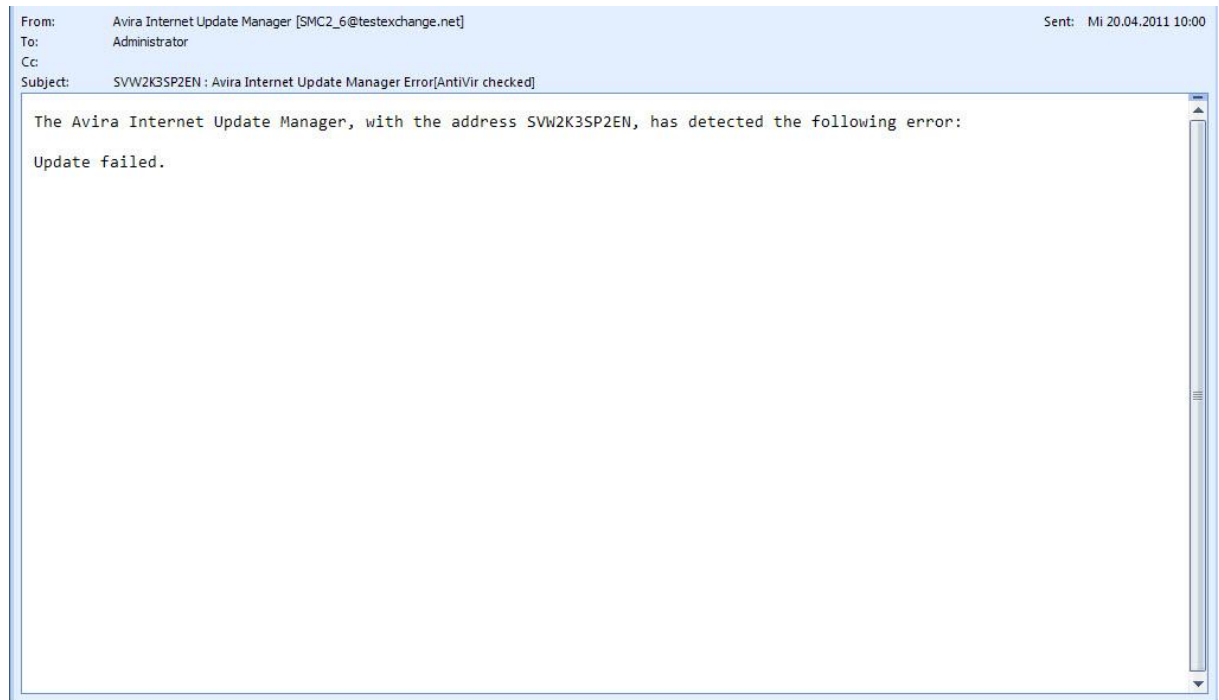 From: Avira Internet Update Manager [SMC2_6@testexchange.net] Sent: Mi 20.04.2011 10:00
To: Administrator
Cc:
Subject: SVW2K3SP2EN : Avira Internet Update Manager Error[AntiVir checked]
The Avira Internet Update Manager, with the address SVW2K3SP2EN, has detected the following error:
Update failed.